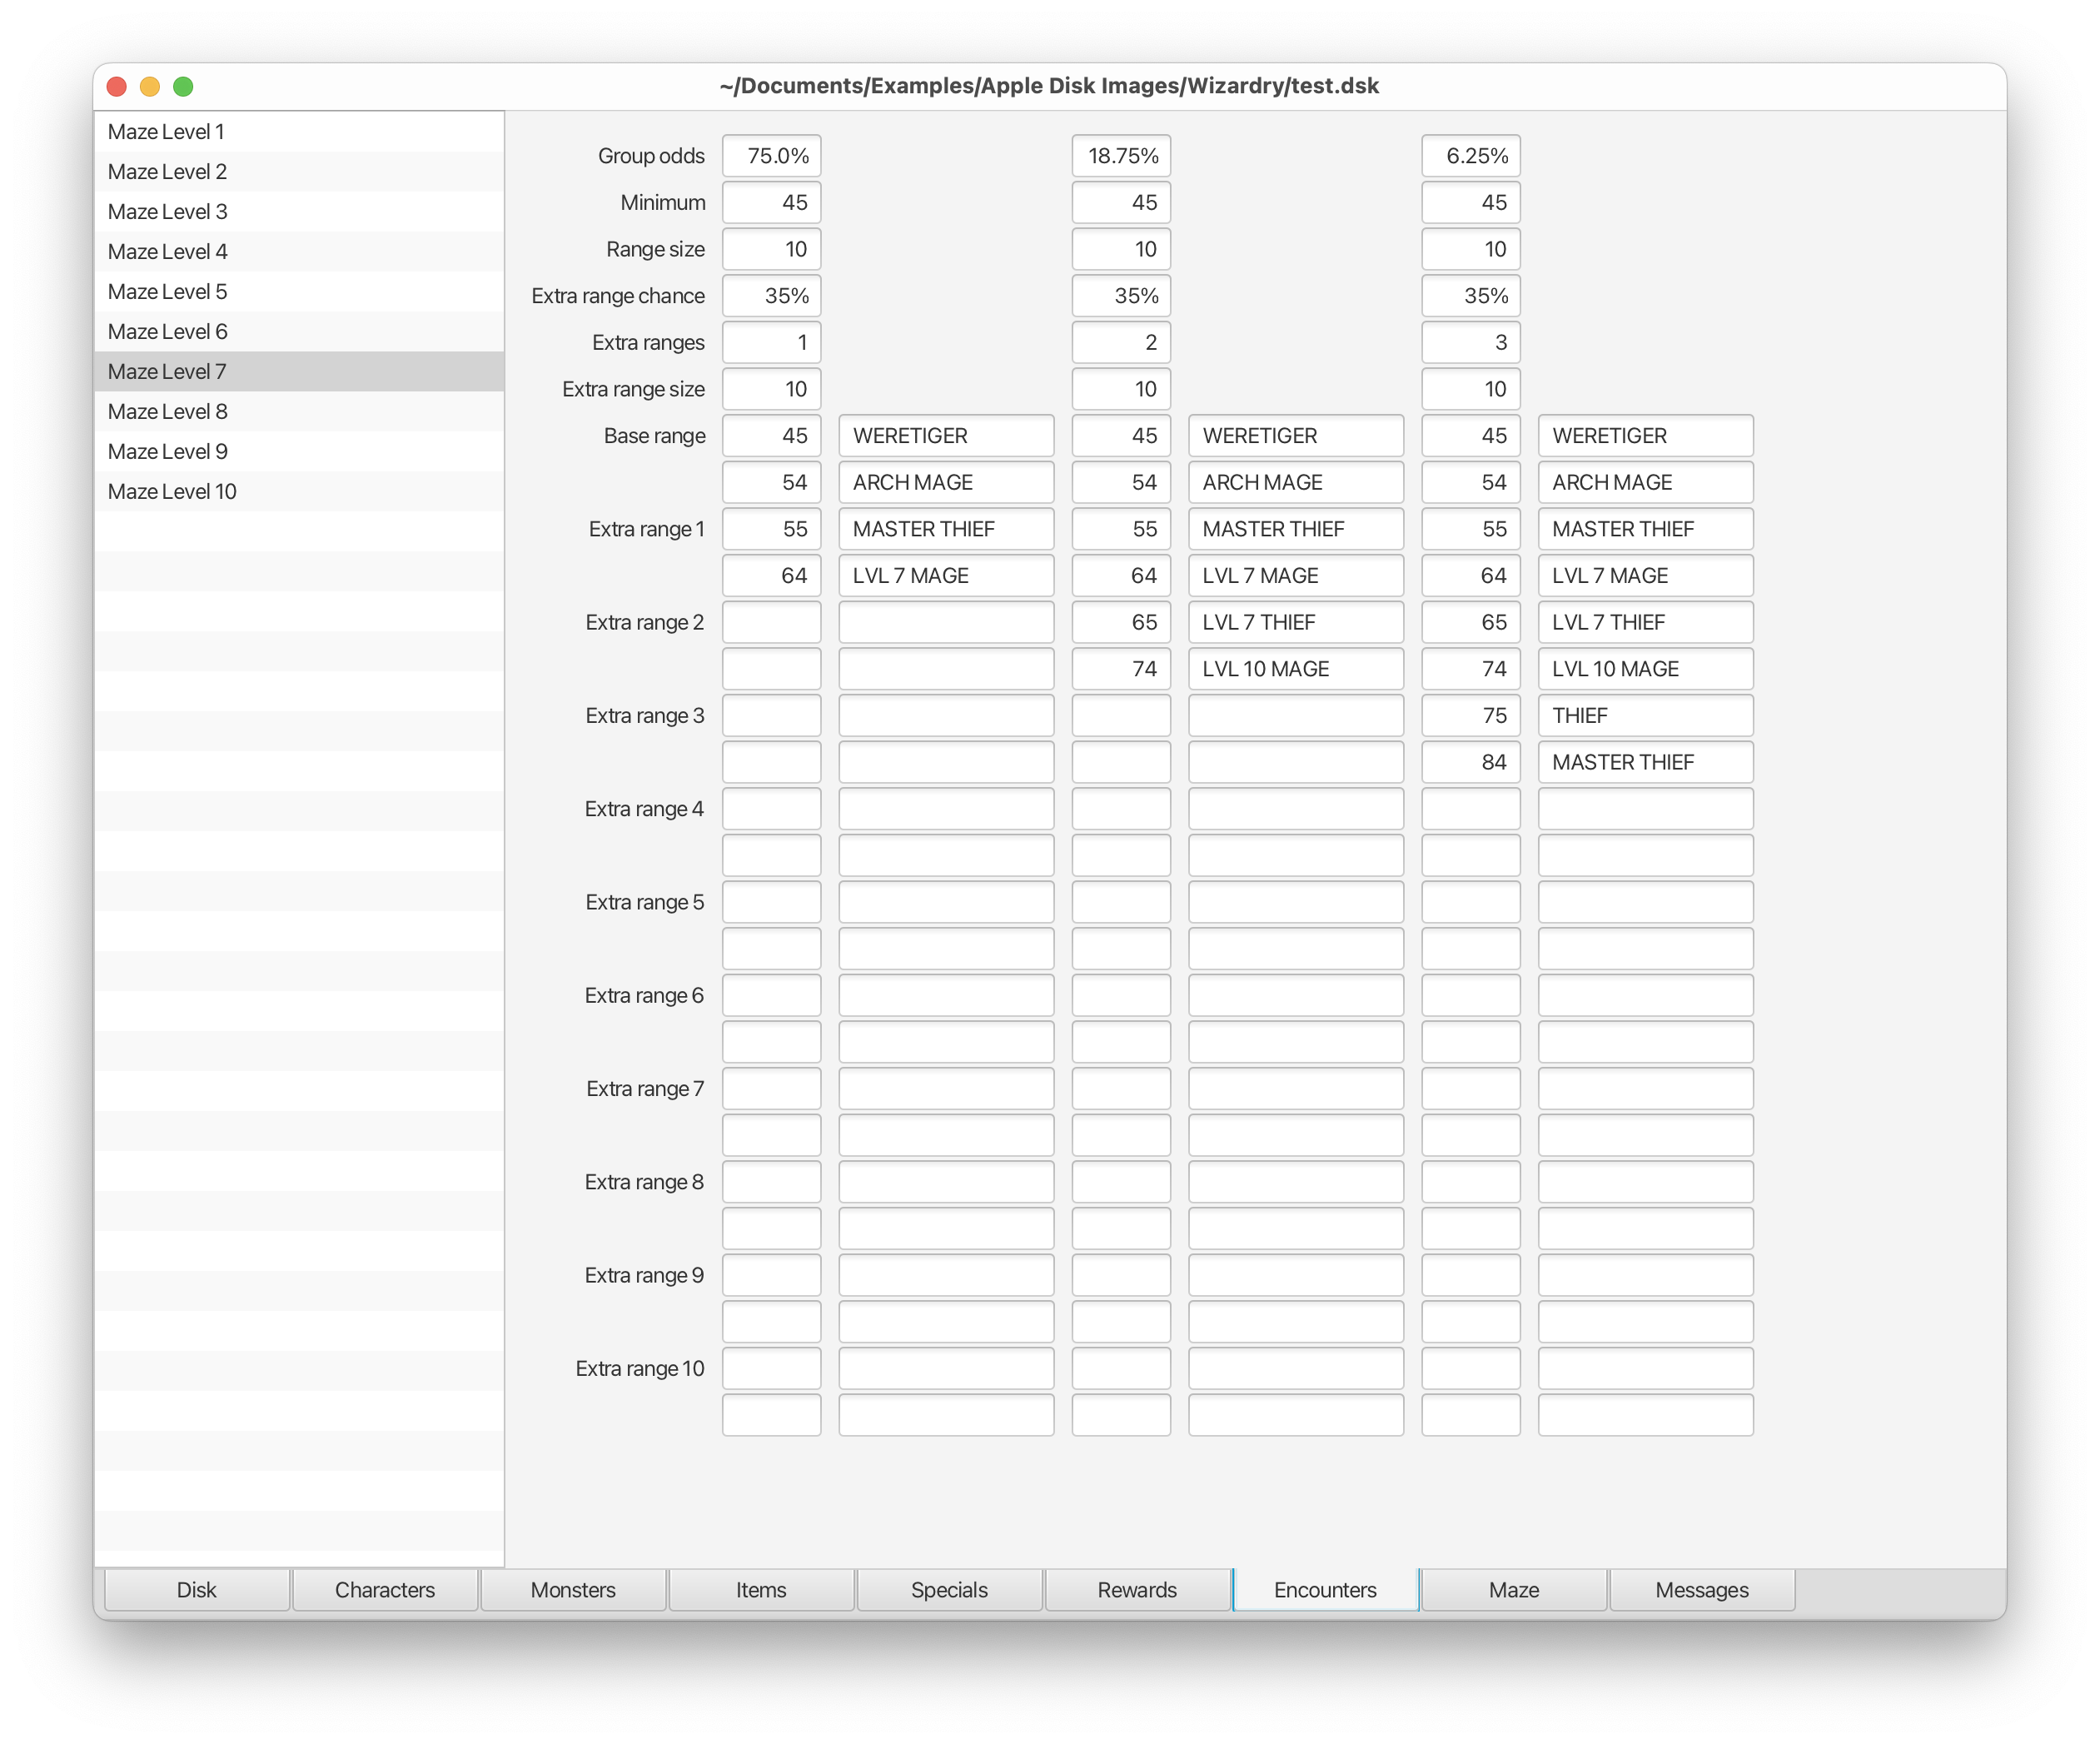 ~/Documents/Examples/Apple Disk Images/Wizardry/test.dsk
Maze Level 1
Maze Level 2
Maze Level 3
Maze Level 4
Maze Level 5
Maze Level 6
Maze Level 7
Maze Level 8
Maze Level 9
Maze Level 10
Group odds 75.0% 18.75% 6.25%
Minimum 45 45 45
Range size 10 10 10
Extra range chance 35% 35% 35%
Extra ranges 1 2 3
Extra range size 10 10 10
Base range 45 WERETIGER 45 WERETIGER 45 WERETIGER
54 ARCH MAGE 54 ARCH MAGE 54 ARCH MAGE
Extra range 1 55 MASTER THIEF 55 MASTER THIEF 55 MASTER THIEF
64 LVL 7 MAGE 64 LVL 7 MAGE 64 LVL 7 MAGE
Extra range 2 65 LVL 7 THIEF 65 LVL 7 THIEF
74 LVL 10 MAGE 74 LVL 10 MAGE
Extra range 3 75 THIEF
84 MASTER THIEF
Extra range 4
Extra range 5
Extra range 6
Extra range 7
Extra range 8
Extra range 9
Extra range 10
Disk Characters Monsters Items Specials Rewards Encounters Maze Messages